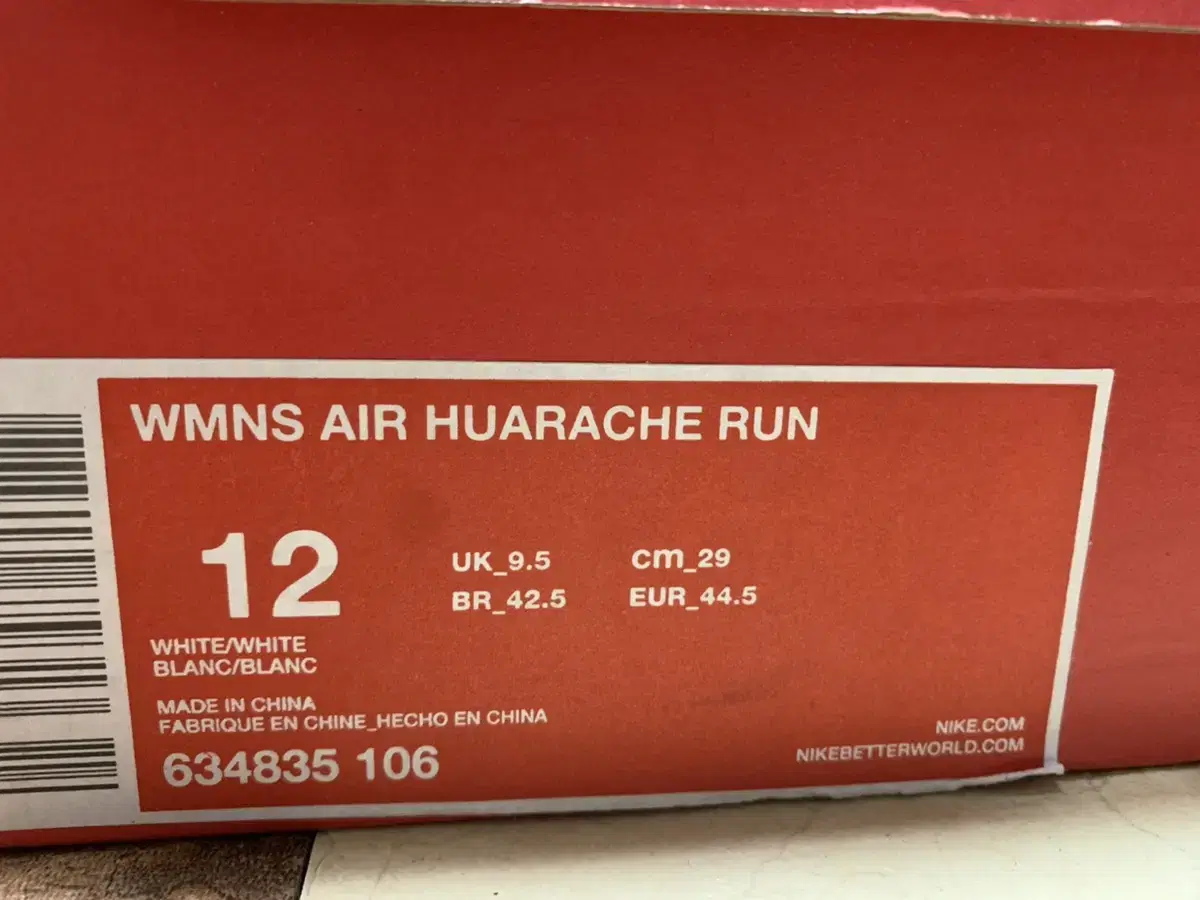 WMNS AIR HUARACHE RUN
12
UK_9.5 cm_29
BR_42.5 EUR_44.5
WHITE/WHITE
BLANC/BLANC
MADE IN CHINA
FABRIQUE EN CHINE_HECHO EN CHINA
634835 106
NIKE.COM
NIKEBETTERWORLD.COM